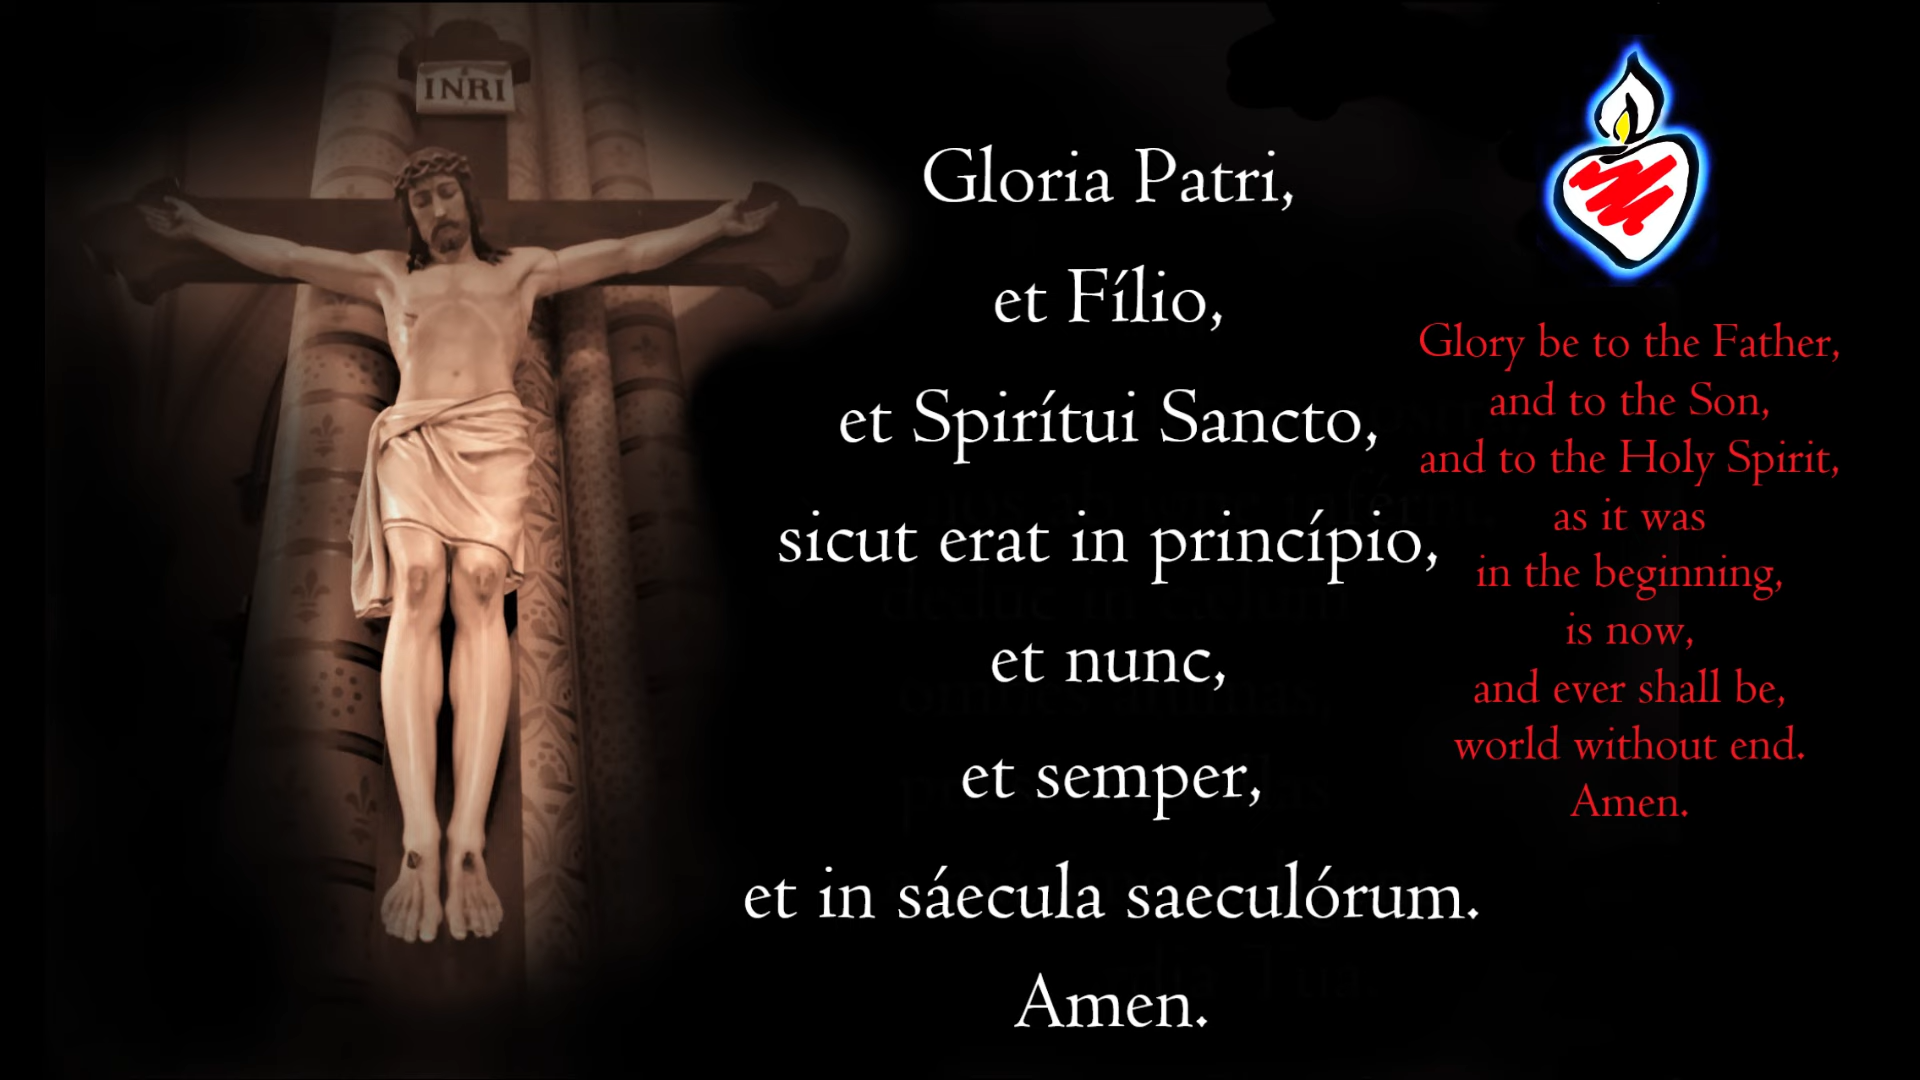 INRI
Gloria Patri,
et Fílio,
et Spirítui Sancto,
sicut erat in princípio,
et nunc,
et semper,
et in sáecula saeculórum.
Amen.
Glory be to the Father,
and to the Son,
and to the Holy Spirit,
as it was
in the beginning,
is now,
and ever shall be,
world without end.
Amen.